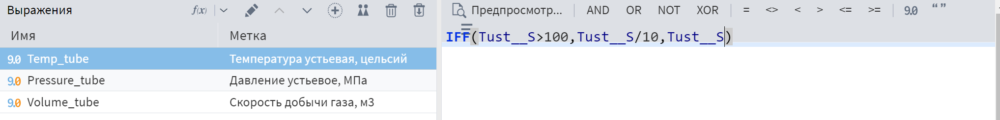 Выражения f(x) Предпросмотр... AND OR NOT XOR = <> < > <= >= 9.0 “ ”
Имя Метка
IFF(Tust__S>100,Tust__S/10,Tust__S)
9.0 Temp_tube Температура устьевая, цельсий
9.0 Pressure_tube Давление устьевое, МПа
9.0 Volume_tube Скорость добычи газа, м3